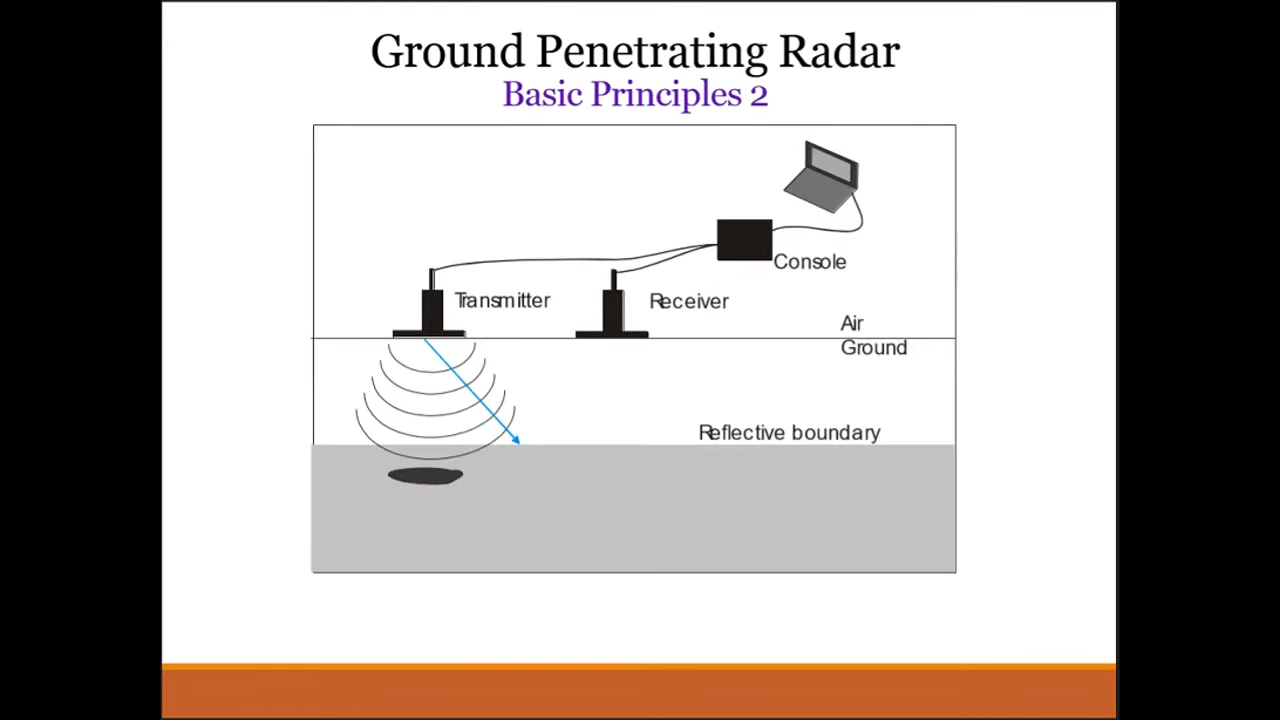 Ground Penetrating Radar
Basic Principles 2
Console
Transmitter
Receiver
Air
Ground
Reflective boundary